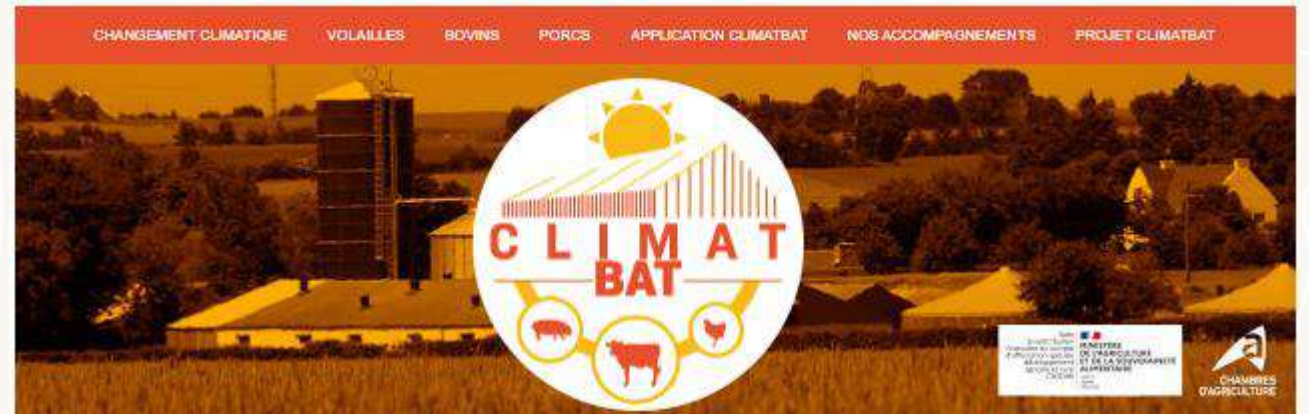 CHANGEMENT CLIMATIQUE VOLAILLES BOVINS PORCS APPLICATION CLIMATBAT NOS ACCOMPAGNEMENTS PROJET CLIMATBAT
CLIMAT
BAT
MINISTÈRE
DE L'AGRICULTURE
ET DE LA SOUVERAINETÉ
ALIMENTAIRE
CHAMBRES
D'AGRICULTURE